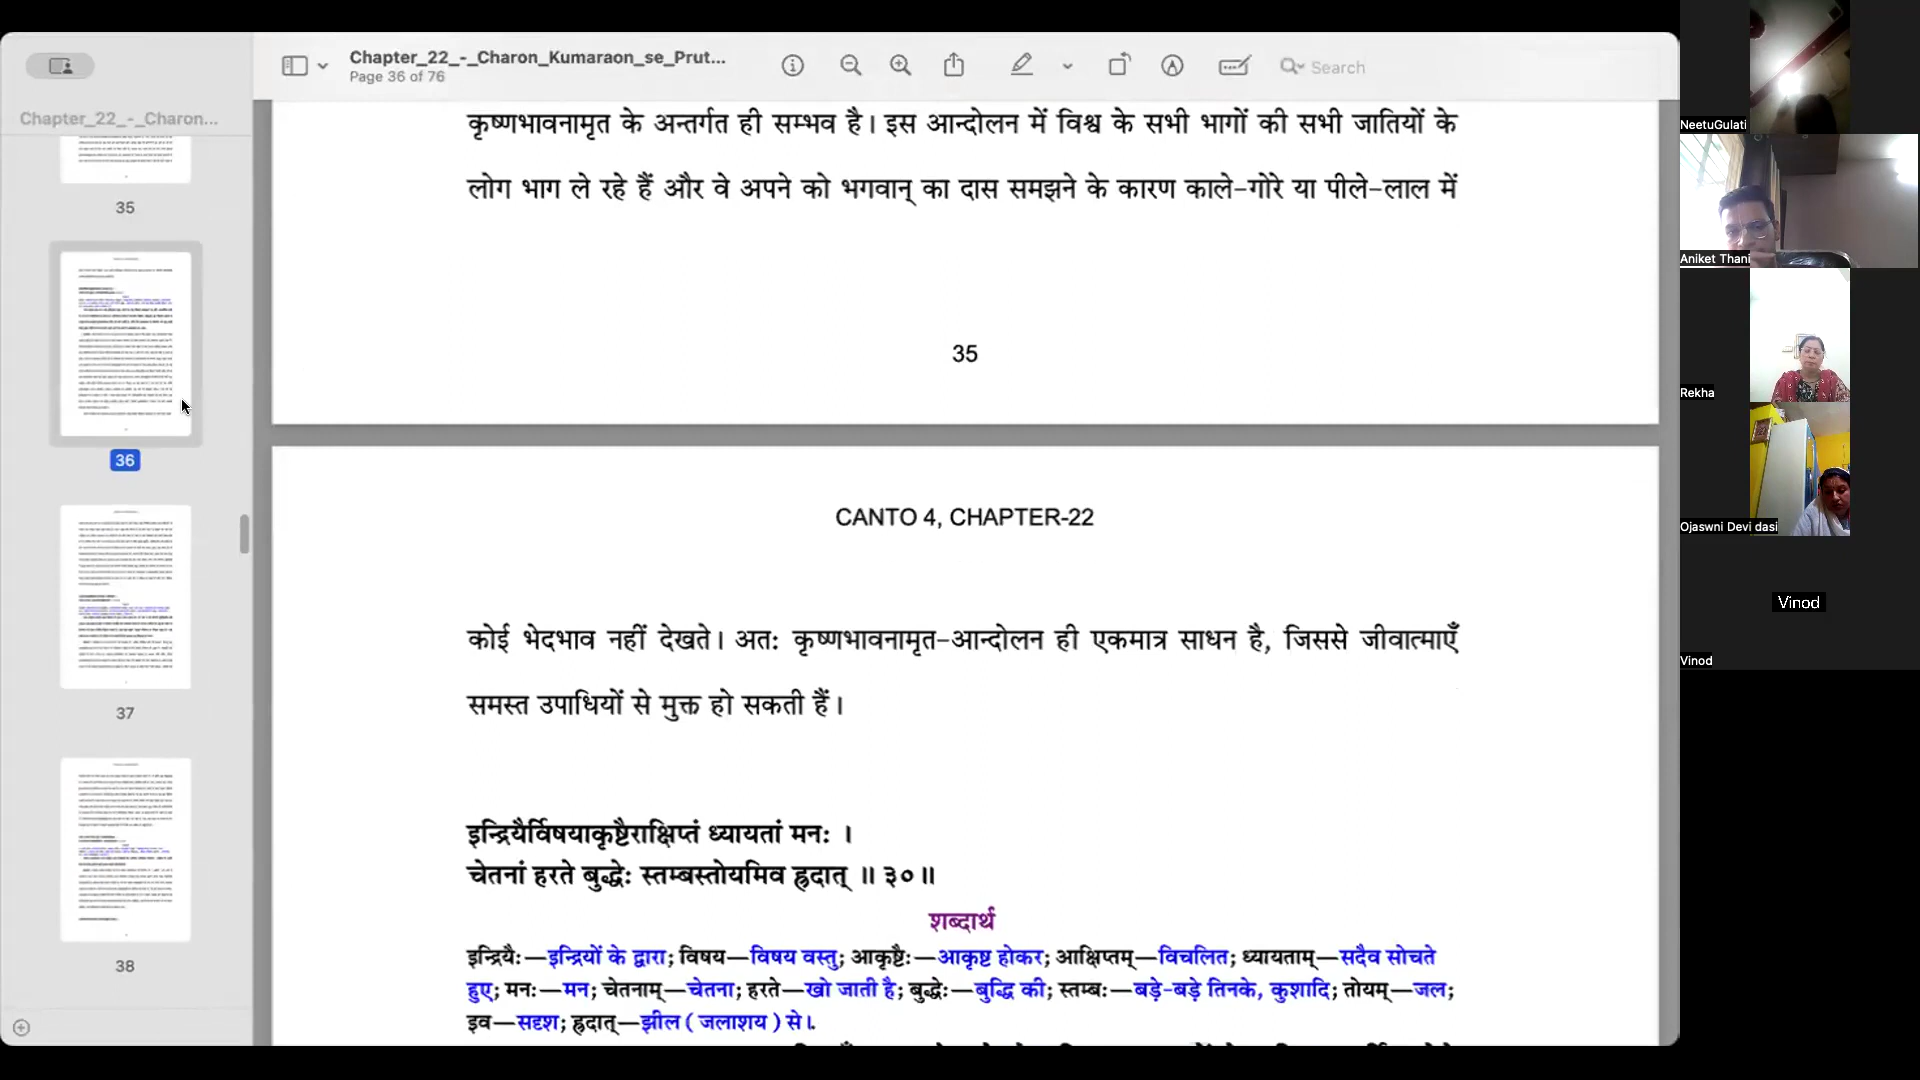 Chapter_22_-_Charon_Kumaraon_se_Prut...
Page 36 of 76
Search
Chapter_22_-_Charon...
35
36
37
38
कृष्णभावनामृत के अन्तर्गत ही सम्भव है। इस आन्दोलन में विश्व के सभी भागों की सभी जातियों के
लोग भाग ले रहे हैं और वे अपने को भगवान् का दास समझने के कारण काले-गोरे या पीले-लाल में
35
CANTO 4, CHAPTER-22
कोई भेदभाव नहीं देखते। अतः कृष्णभावनामृत-आन्दोलन ही एकमात्र साधन है, जिससे जीवात्माएँ
समस्त उपाधियों से मुक्त हो सकती हैं।
इन्द्रियैर्विषयाकृष्टैराक्षिप्तं ध्यायतां मनः ।
चेतनां हरते बुद्धेः स्तम्बस्तोयमिव ह्रदात् ॥ ३०॥
शब्दार्थ
इन्द्रियैः—इन्द्रियों के द्वारा; विषय—विषय वस्तु; आकृष्टैः—आकृष्ट होकर; आक्षिप्तम्—विचलित; ध्यायताम्—सदैव सोचते
हुए; मनः—मन; चेतनाम्—चेतना; हरते—खो जाती है; बुद्धेः—बुद्धि की; स्तम्बः—बड़े-बड़े तिनके, कुशादि; तोयम्—जल;
इव—सदृश; ह्रदात्—झील ( जलाशय ) से।.
NeetuGulati
Aniket Thani
Rekha
Ojaswni Devi dasi
Vinod
Vinod